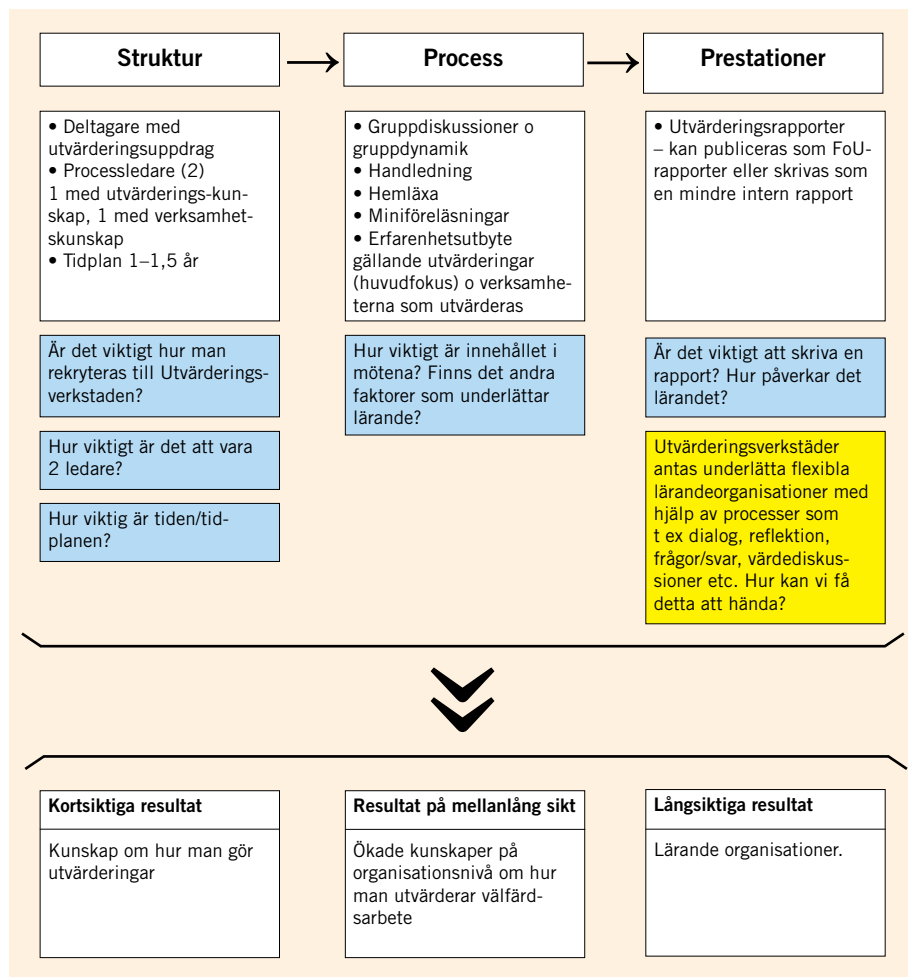 Struktur
Process
Prestationer
• Deltagare med
utvärderingsuppdrag
• Processledare (2)
1 med utvärderings-kun-
skap, 1 med verksamhet-
skunskap
• Tidplan 1–1,5 år
• Gruppdiskussioner o
gruppdynamik
• Handledning
• Hemläxa
• Miniföreläsningar
• Erfarenhetsutbyte
gällande utvärderingar
(huvudfokus) o verksamhe-
terna som utvärderas
• Utvärderingsrapporter
– kan publiceras som FoU-
rapporter eller skrivas som
en mindre intern rapport
Är det viktigt hur man
rekryteras till Utvärderings-
verkstaden?
Hur viktigt är det att vara
2 ledare?
Hur viktig är tiden/tid-
planen?
Hur viktigt är innehållet i
mötena? Finns det andra
faktorer som underlättar
lärande?
Är det viktigt att skriva en
rapport? Hur påverkar det
lärandet?
Utvärderingsverkstäder
antas underlätta flexibla
lärandeorganisationer med
hjälp av processer som
t ex dialog, reflektion,
frågor/svar, värdediskus-
sioner etc. Hur kan vi få
detta att hända?
Kortsiktiga resultat
Kunskap om hur man gör
utvärderingar
Resultat på mellanlång sikt
Ökade kunskaper på
organisationsnivå om hur
man utvärderar välfärd-
sarbete
Långsiktiga resultat
Lärande organisationer.